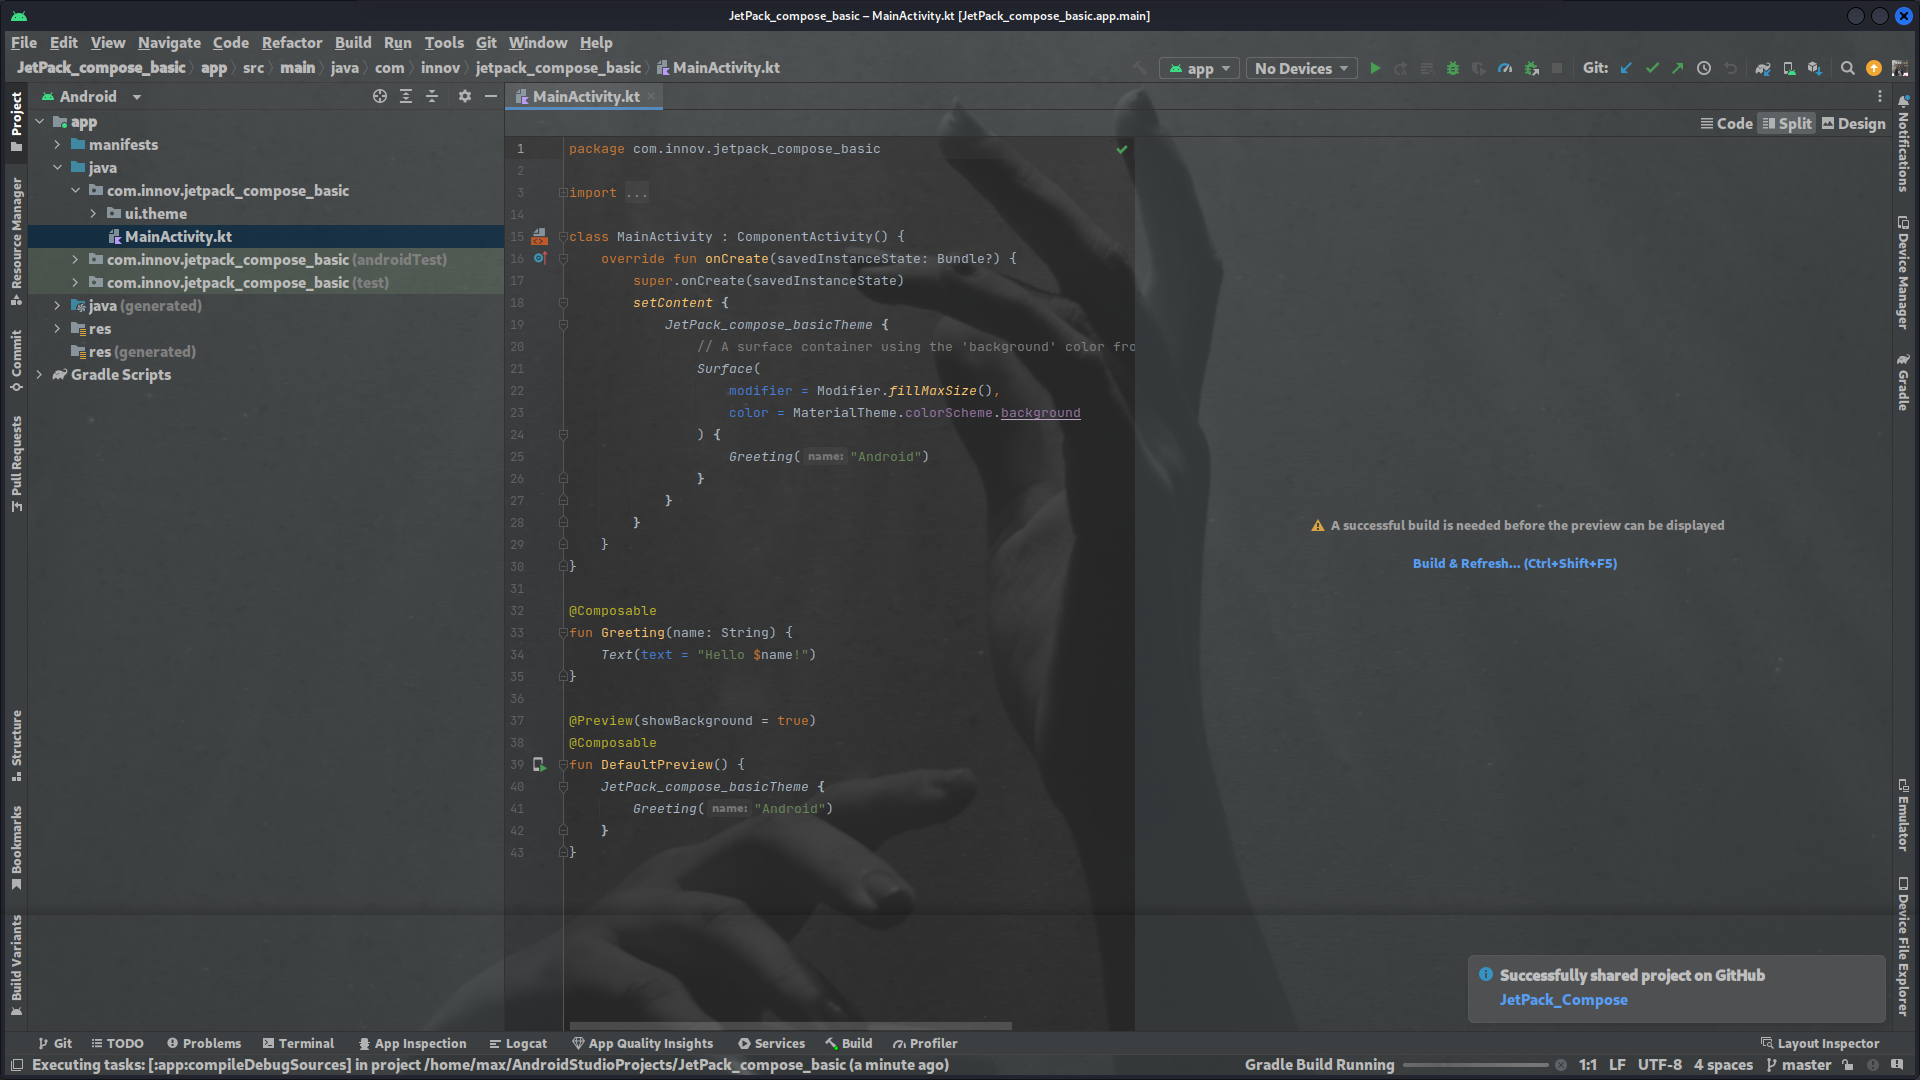 JetPack_compose_basic – MainActivity.kt [JetPack_compose_basic.app.main]
File Edit View Navigate Code Refactor Build Run Tools Git Window Help
JetPack_compose_basic app src main java com innov jetpack_compose_basic MainActivity.kt
app No Devices Git:
Project
Resource Manager
Commit
Pull Requests
Structure
Bookmarks
Build Variants
Android
app
manifests
java
com.innov.jetpack_compose_basic
ui.theme
MainActivity.kt
com.innov.jetpack_compose_basic (androidTest)
com.innov.jetpack_compose_basic (test)
java (generated)
res
res (generated)
Gradle Scripts
MainActivity.kt
Code Split Design
1 package com.innov.jetpack_compose_basic
2
3 import ...
14
15 class MainActivity : ComponentActivity() {
16 override fun onCreate(savedInstanceState: Bundle?) {
17 super.onCreate(savedInstanceState)
18 setContent {
19 JetPack_compose_basicTheme {
20 // A surface container using the 'background' color fro
21 Surface(
22 modifier = Modifier.fillMaxSize(),
23 color = MaterialTheme.colorScheme.background
24 ) {
25 Greeting( name: "Android")
26 }
27 }
28 }
29 }
30 }
31
32 @Composable
33 fun Greeting(name: String) {
34 Text(text = "Hello $name!")
35 }
36
37 @Preview(showBackground = true)
38 @Composable
39 fun DefaultPreview() {
40 JetPack_compose_basicTheme {
41 Greeting( name: "Android")
42 }
43 }
A successful build is needed before the preview can be displayed
Build & Refresh... (Ctrl+Shift+F5)
Notifications
Device Manager
Gradle
Emulator
Device File Explorer
Successfully shared project on GitHub
JetPack_Compose
Git TODO Problems Terminal App Inspection Logcat App Quality Insights Services Build Profiler Layout Inspector
Executing tasks: [:app:compileDebugSources] in project /home/max/AndroidStudioProjects/JetPack_compose_basic (a minute ago) Gradle Build Running 1:1 LF UTF-8 4 spaces master